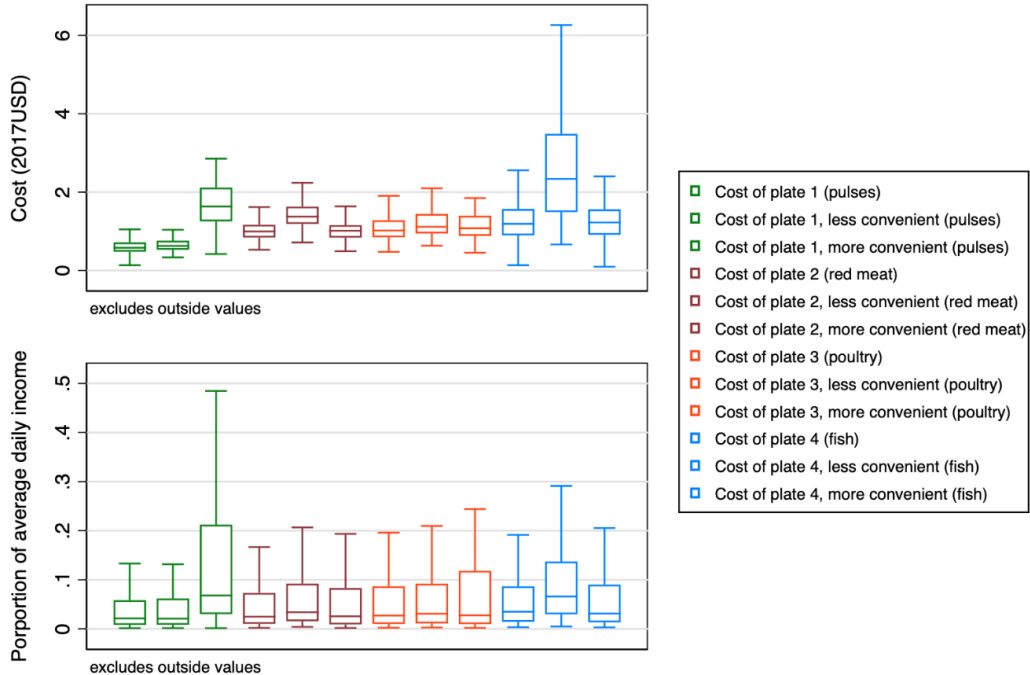 Cost (2017USD)
6
4
2
0
excludes outside values
Porportion of average daily income
.5
.4
.3
.2
.1
0
excludes outside values
Cost of plate 1 (pulses)
Cost of plate 1, less convenient (pulses)
Cost of plate 1, more convenient (pulses)
Cost of plate 2 (red meat)
Cost of plate 2, less convenient (red meat)
Cost of plate 2, more convenient (red meat)
Cost of plate 3 (poultry)
Cost of plate 3, less convenient (poultry)
Cost of plate 3, more convenient (poultry)
Cost of plate 4 (fish)
Cost of plate 4, less convenient (fish)
Cost of plate 4, more convenient (fish)